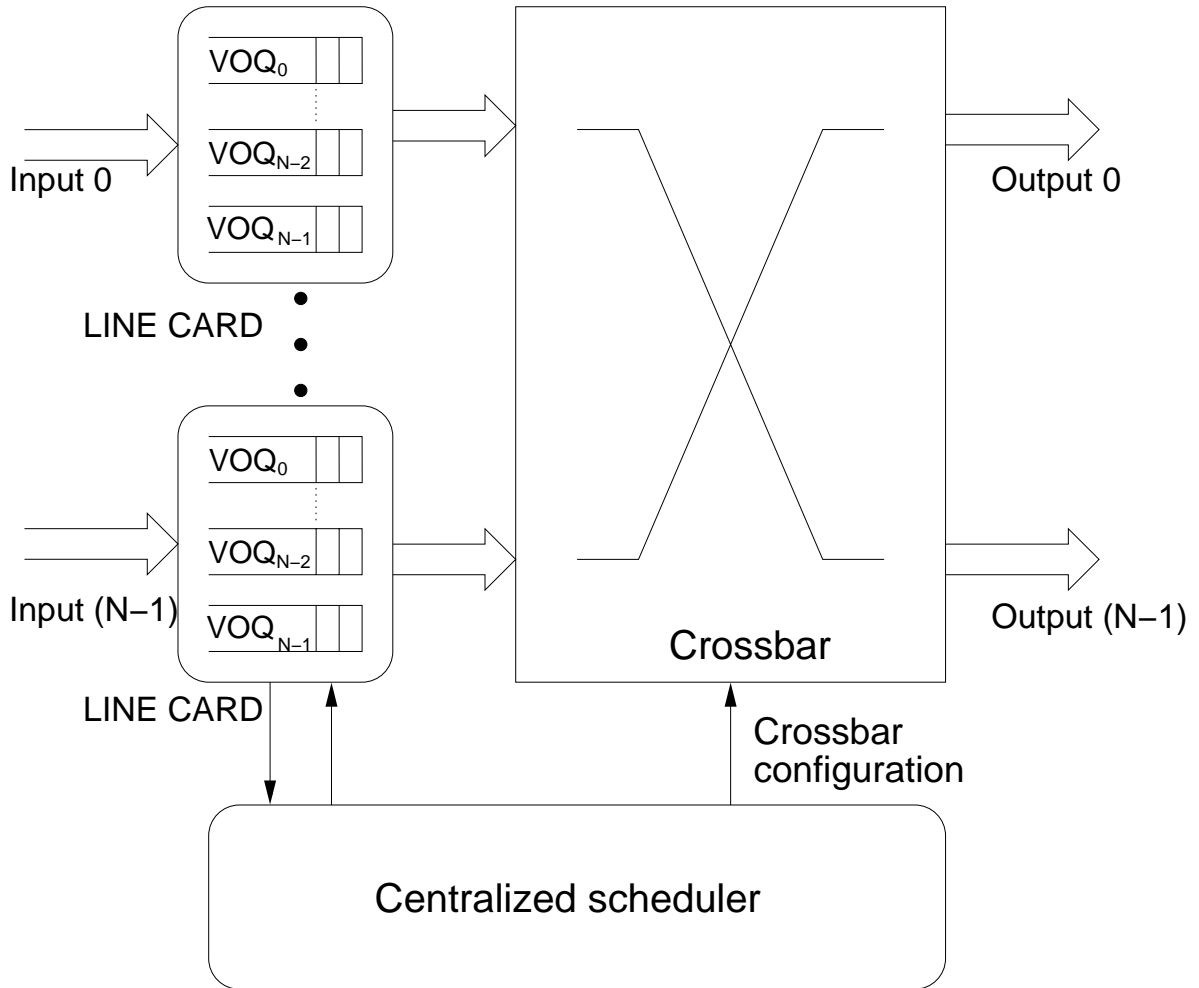 VOQ0
VOQN−2
VOQN−1
Input 0
Output 0
LINE CARD
VOQ0
VOQN−2
VOQN−1
Input (N−1)
Output (N−1)
Crossbar
LINE CARD
Crossbar
configuration
Centralized scheduler